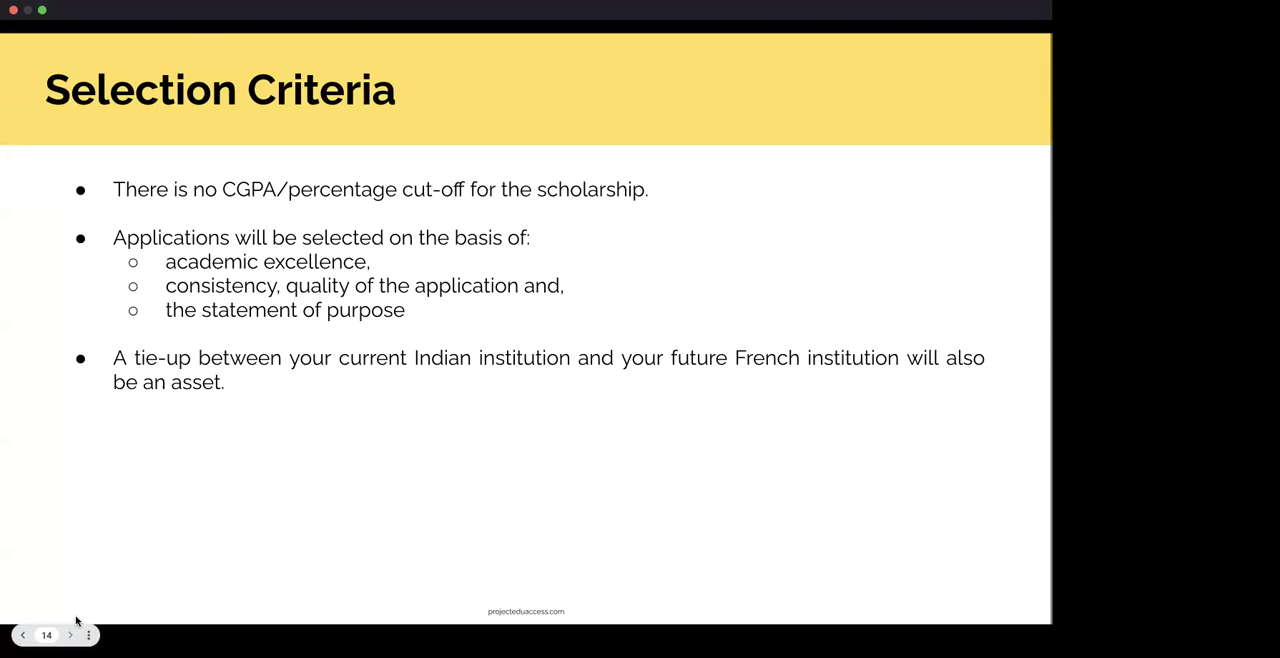 Selection Criteria
● There is no CGPA/percentage cut-off for the scholarship.
● Applications will be selected on the basis of:
○ academic excellence,
○ consistency, quality of the application and,
○ the statement of purpose
● A tie-up between your current Indian institution and your future French institution will also
be an asset.
projecteduaccess.com
14